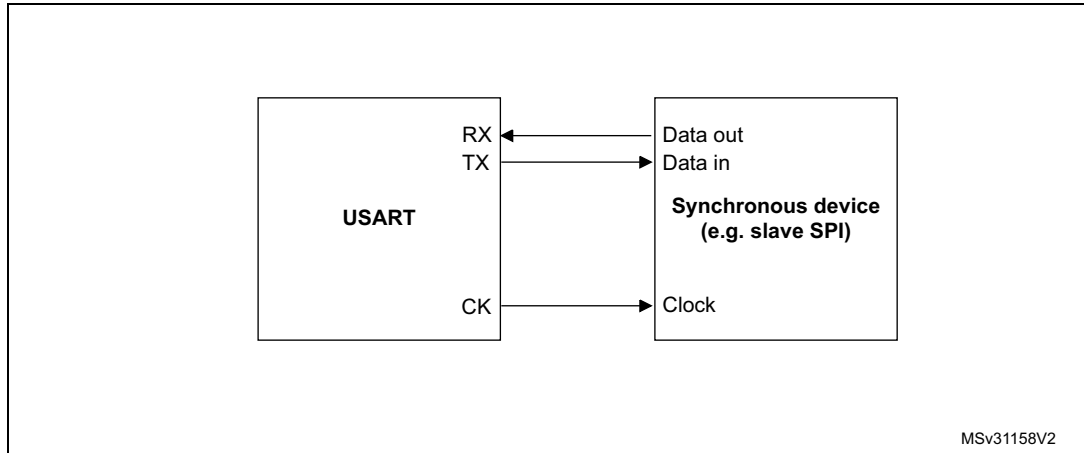 RX
TX
USART
CK
Data out
Data in
Synchronous device
(e.g. slave SPI)
Clock
MSv31158V2